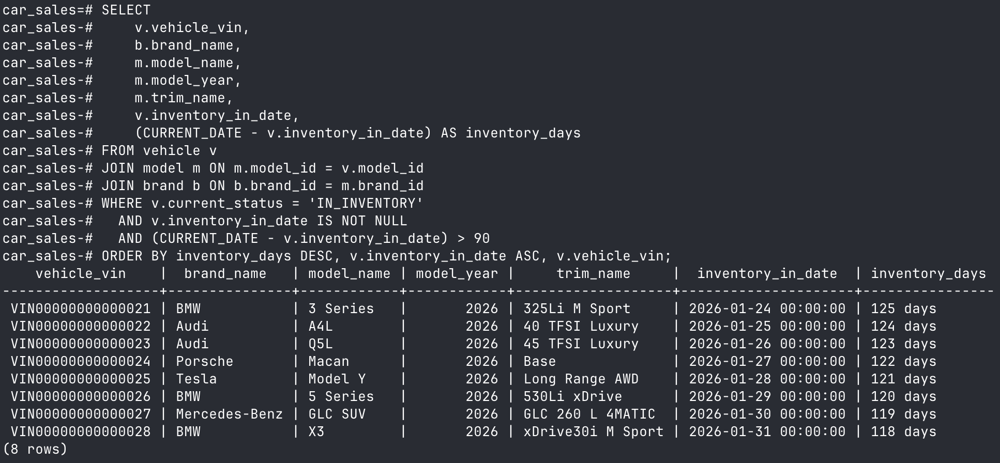 car_sales=# SELECT
car_sales-#     v.vehicle_vin,
car_sales-#     b.brand_name,
car_sales-#     m.model_name,
car_sales-#     m.model_year,
car_sales-#     m.trim_name,
car_sales-#     v.inventory_in_date,
car_sales-#     (CURRENT_DATE - v.inventory_in_date) AS inventory_days
car_sales-# FROM vehicle v
car_sales-# JOIN model m ON m.model_id = v.model_id
car_sales-# JOIN brand b ON b.brand_id = m.brand_id
car_sales-# WHERE v.current_status = 'IN_INVENTORY'
car_sales-#   AND v.inventory_in_date IS NOT NULL
car_sales-#   AND (CURRENT_DATE - v.inventory_in_date) > 90
car_sales-# ORDER BY inventory_days DESC, v.inventory_in_date ASC, v.vehicle_vin;
    vehicle_vin    |  brand_name   | model_name | model_year |     trim_name     |  inventory_in_date  | inventory_days
-------------------+---------------+------------+------------+-------------------+---------------------+----------------
 VIN00000000000021 | BMW           | 3 Series   |       2026 | 325Li M Sport     | 2026-01-24 00:00:00 | 125 days
 VIN00000000000022 | Audi          | A4L        |       2026 | 40 TFSI Luxury    | 2026-01-25 00:00:00 | 124 days
 VIN00000000000023 | Audi          | Q5L        |       2026 | 45 TFSI Luxury    | 2026-01-26 00:00:00 | 123 days
 VIN00000000000024 | Porsche       | Macan      |       2026 | Base              | 2026-01-27 00:00:00 | 122 days
 VIN00000000000025 | Tesla         | Model Y    |       2026 | Long Range AWD    | 2026-01-28 00:00:00 | 121 days
 VIN00000000000026 | BMW           | 5 Series   |       2026 | 530Li xDrive      | 2026-01-29 00:00:00 | 120 days
 VIN00000000000027 | Mercedes-Benz | GLC SUV    |       2026 | GLC 260 L 4MATIC  | 2026-01-30 00:00:00 | 119 days
 VIN00000000000028 | BMW           | X3         |       2026 | xDrive30i M Sport | 2026-01-31 00:00:00 | 118 days
(8 rows)